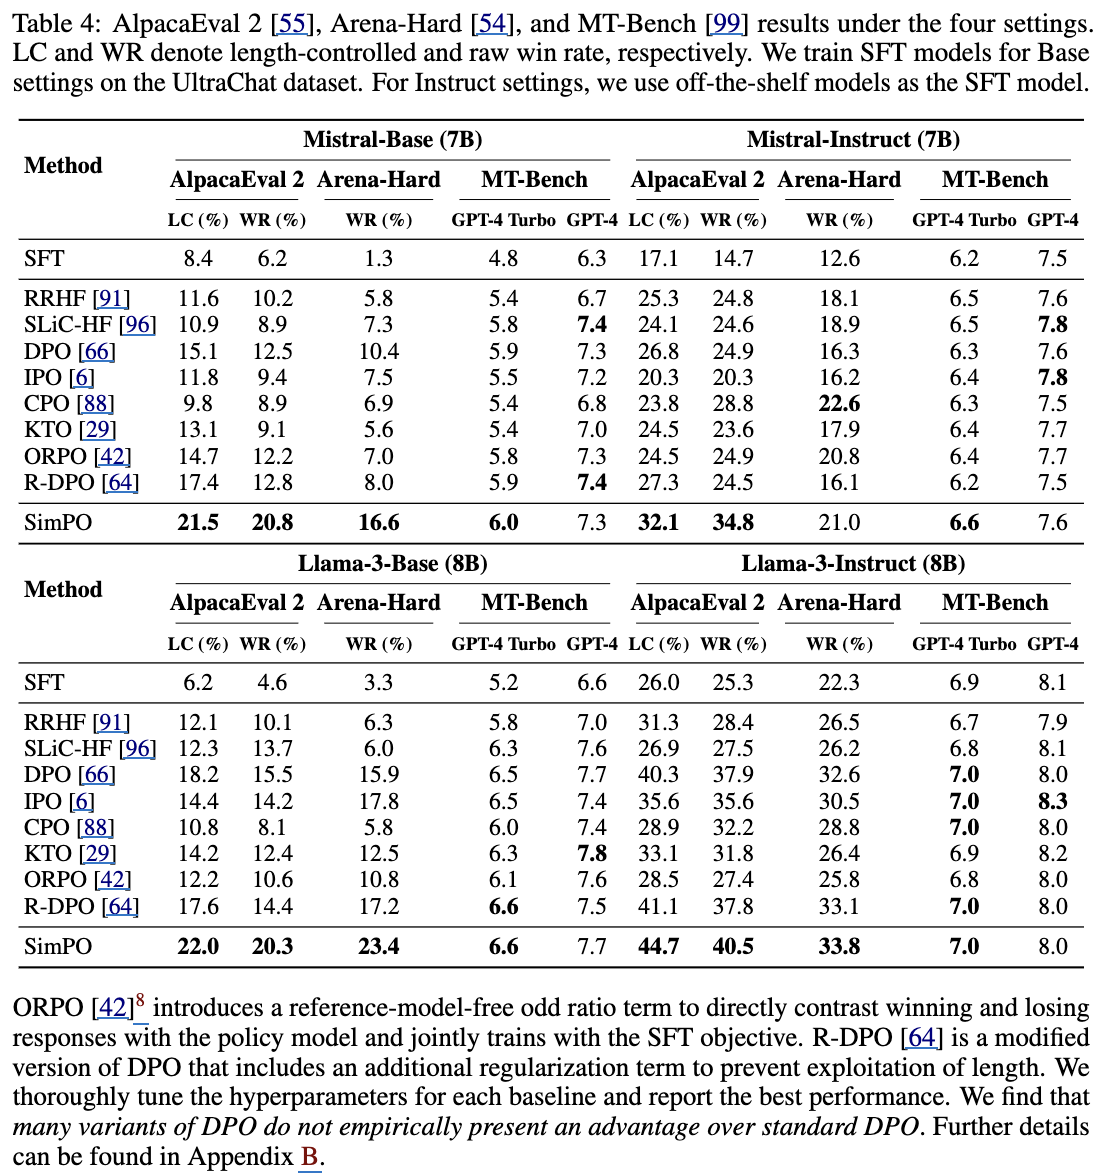 Table 4: AlpacaEval 2 [55], Arena-Hard [54], and MT-Bench [99] results under the four settings.
LC and WR denote length-controlled and raw win rate, respectively. We train SFT models for Base
settings on the UltraChat dataset. For Instruct settings, we use off-the-shelf models as the SFT model.
Method Mistral-Base (7B) Mistral-Instruct (7B)
AlpacaEval 2 Arena-Hard MT-Bench AlpacaEval 2 Arena-Hard MT-Bench
LC (%) WR (%) WR (%) GPT-4 Turbo GPT-4 LC (%) WR (%) WR (%) GPT-4 Turbo GPT-4
SFT 8.4 6.2 1.3 4.8 6.3 17.1 14.7 12.6 6.2 7.5
RRHF [91] 11.6 10.2 5.8 5.4 6.7 25.3 24.8 18.1 6.5 7.6
SLiC-HF [96] 10.9 8.9 7.3 5.8 7.4 24.1 24.6 18.9 6.5 7.8
DPO [66] 15.1 12.5 10.4 5.9 7.3 26.8 24.9 16.3 6.3 7.6
IPO [6] 11.8 9.4 7.5 5.5 7.2 20.3 20.3 16.2 6.4 7.8
CPO [88] 9.8 8.9 6.9 5.4 6.8 23.8 28.8 22.6 6.3 7.5
KTO [29] 13.1 9.1 5.6 5.4 7.0 24.5 23.6 17.9 6.4 7.7
ORPO [42] 14.7 12.2 7.0 5.8 7.3 24.5 24.9 20.8 6.4 7.7
R-DPO [64] 17.4 12.8 8.0 5.9 7.4 27.3 24.5 16.1 6.2 7.5
SimPO 21.5 20.8 16.6 6.0 7.3 32.1 34.8 21.0 6.6 7.6
Method Llama-3-Base (8B) Llama-3-Instruct (8B)
AlpacaEval 2 Arena-Hard MT-Bench AlpacaEval 2 Arena-Hard MT-Bench
LC (%) WR (%) WR (%) GPT-4 Turbo GPT-4 LC (%) WR (%) WR (%) GPT-4 Turbo GPT-4
SFT 6.2 4.6 3.3 5.2 6.6 26.0 25.3 22.3 6.9 8.1
RRHF [91] 12.1 10.1 6.3 5.8 7.0 31.3 28.4 26.5 6.7 7.9
SLiC-HF [96] 12.3 13.7 6.0 6.3 7.6 26.9 27.5 26.2 6.8 8.1
DPO [66] 18.2 15.5 15.9 6.5 7.7 40.3 37.9 32.6 7.0 8.0
IPO [6] 14.4 14.2 17.8 6.5 7.4 35.6 35.6 30.5 7.0 8.3
CPO [88] 10.8 8.1 5.8 6.0 7.4 28.9 32.2 28.8 7.0 8.0
KTO [29] 14.2 12.4 12.5 6.3 7.8 33.1 31.8 26.4 6.9 8.2
ORPO [42] 12.2 10.6 10.8 6.1 7.6 28.5 27.4 25.8 6.8 8.0
R-DPO [64] 17.6 14.4 17.2 6.6 7.5 41.1 37.8 33.1 7.0 8.0
SimPO 22.0 20.3 23.4 6.6 7.7 44.7 40.5 33.8 7.0 8.0
ORPO [42]8 introduces a reference-model-free odd ratio term to directly contrast winning and losing
responses with the policy model and jointly trains with the SFT objective. R-DPO [64] is a modified
version of DPO that includes an additional regularization term to prevent exploitation of length. We
thoroughly tune the hyperparameters for each baseline and report the best performance. We find that
many variants of DPO do not empirically present an advantage over standard DPO. Further details
can be found in Appendix B.